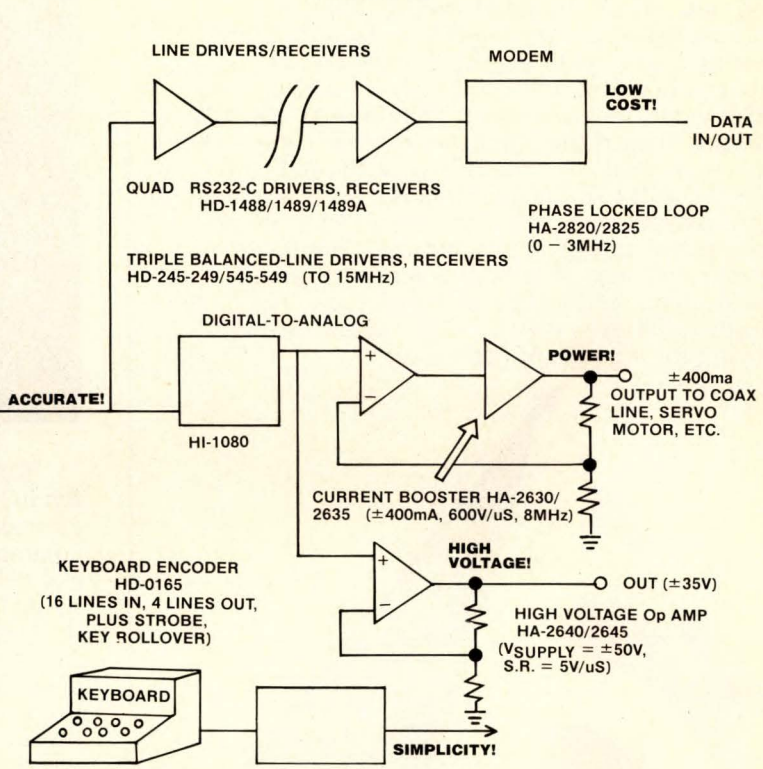 LINE DRIVERS/RECEIVERS
MODEM
LOW
COST!
DATA
IN/OUT
QUAD RS232-C DRIVERS, RECEIVERS
HD-1488/1489/1489A
PHASE LOCKED LOOP
HA-2820/2825
(0 – 3MHz)
TRIPLE BALANCED-LINE DRIVERS, RECEIVERS
HD-245-249/545-549 (TO 15MHz)
DIGITAL-TO-ANALOG
ACCURATE!
HI-1080
+
−
POWER!
±400ma
OUTPUT TO COAX
LINE, SERVO
MOTOR, ETC.
CURRENT BOOSTER HA-2630/
2635 (±400mA, 600V/uS, 8MHz)
HIGH
VOLTAGE!
+
−
OUT (±35V)
HIGH VOLTAGE Op AMP
HA-2640/2645
(VSUPPLY = ±50V,
S.R. = 5V/uS)
KEYBOARD ENCODER
HD-0165
(16 LINES IN, 4 LINES OUT,
PLUS STROBE,
KEY ROLLOVER)
KEYBOARD
SIMPLICITY!